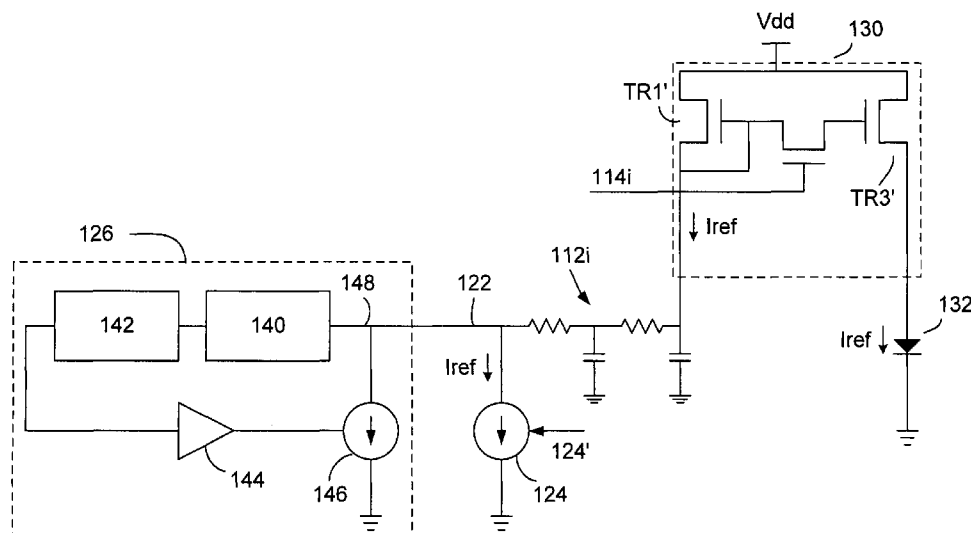 Vdd
130
TR1'
114i
TR3'
Iref
126
112i
148
122
132
142
140
Iref
Iref
144
146
124'
124